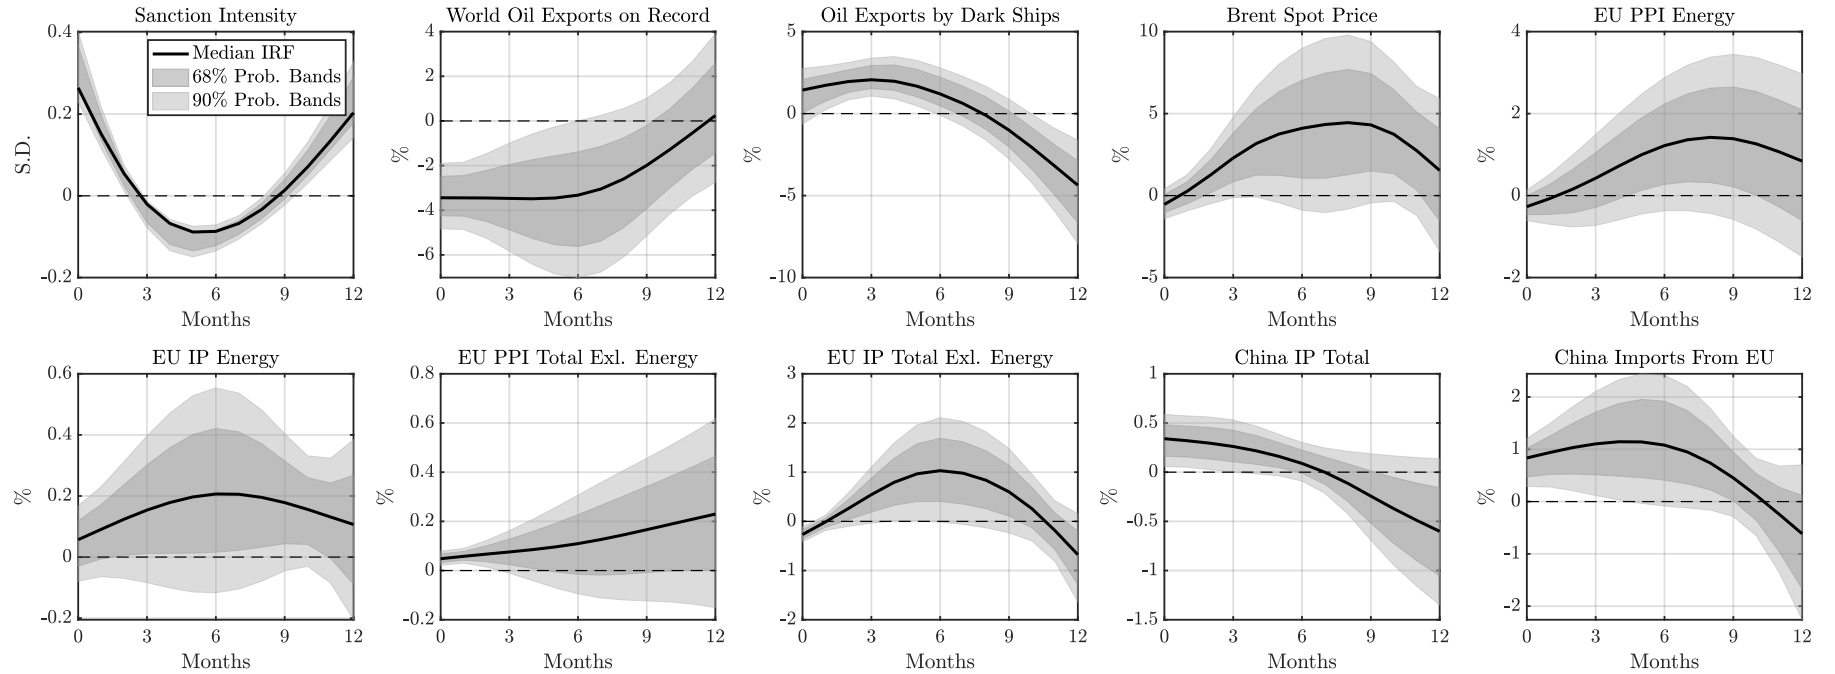 Sanction Intensity
Median IRF
68% Prob. Bands
90% Prob. Bands
S.D.
0.4
0.2
0
-0.2
0 3 6 9 12
Months
World Oil Exports on Record
%
4
2
0
-2
-4
-6
0 3 6 9 12
Months
Oil Exports by Dark Ships
%
5
0
-5
-10
0 3 6 9 12
Months
Brent Spot Price
%
10
5
0
-5
0 3 6 9 12
Months
EU PPI Energy
%
4
2
0
-2
0 3 6 9 12
Months
EU IP Energy
%
0.6
0.4
0.2
0
-0.2
0 3 6 9 12
Months
EU PPI Total Exl. Energy
%
0.8
0.6
0.4
0.2
0
-0.2
0 3 6 9 12
Months
EU IP Total Exl. Energy
%
3
2
1
0
-1
-2
0 3 6 9 12
Months
China IP Total
%
1
0.5
0
-0.5
-1
-1.5
0 3 6 9 12
Months
China Imports From EU
%
2
1
0
-1
-2
0 3 6 9 12
Months